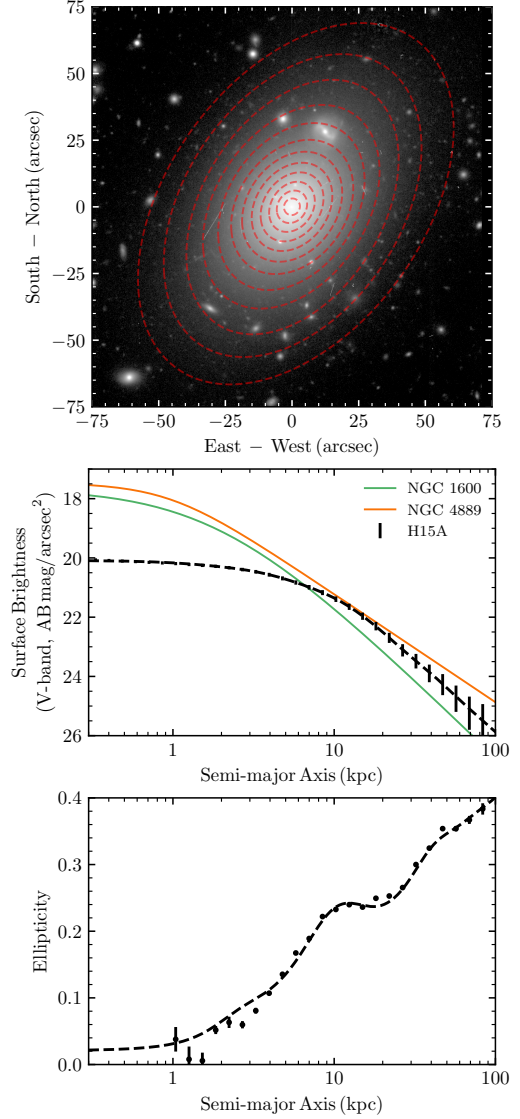 75
50
25
0
−25
−50
−75
South − North (arcsec)
−75 −50 −25 0 25 50 75
East − West (arcsec)
18
20
22
24
26
Surface Brightness
(V-band, AB mag/arcsec²)
NGC 1600
NGC 4889
H15A
1 10 100
Semi-major Axis (kpc)
0.4
0.3
0.2
0.1
0.0
Ellipticity
1 10 100
Semi-major Axis (kpc)